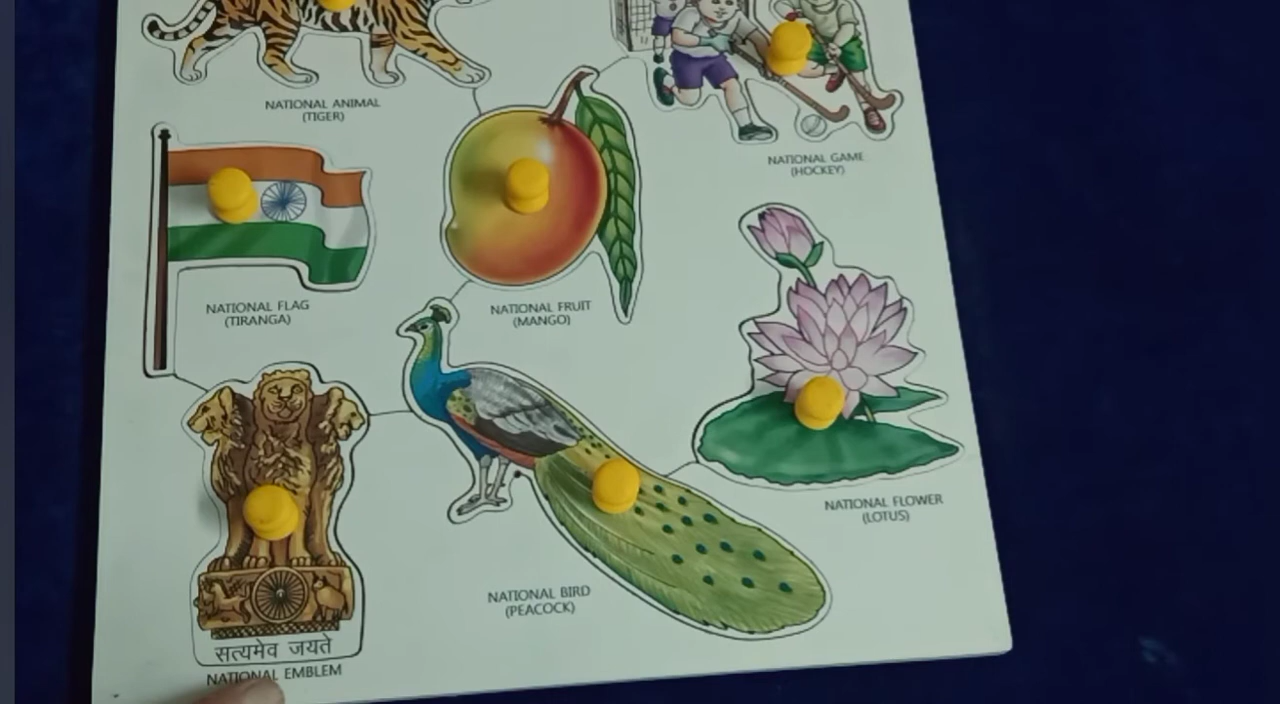 NATIONAL ANIMAL
(TIGER)
NATIONAL GAME
(HOCKEY)
NATIONAL FLAG
(TIRANGA)
NATIONAL FRUIT
(MANGO)
NATIONAL FLOWER
(LOTUS)
NATIONAL BIRD
(PEACOCK)
सत्यमेव जयते
NATIONAL EMBLEM